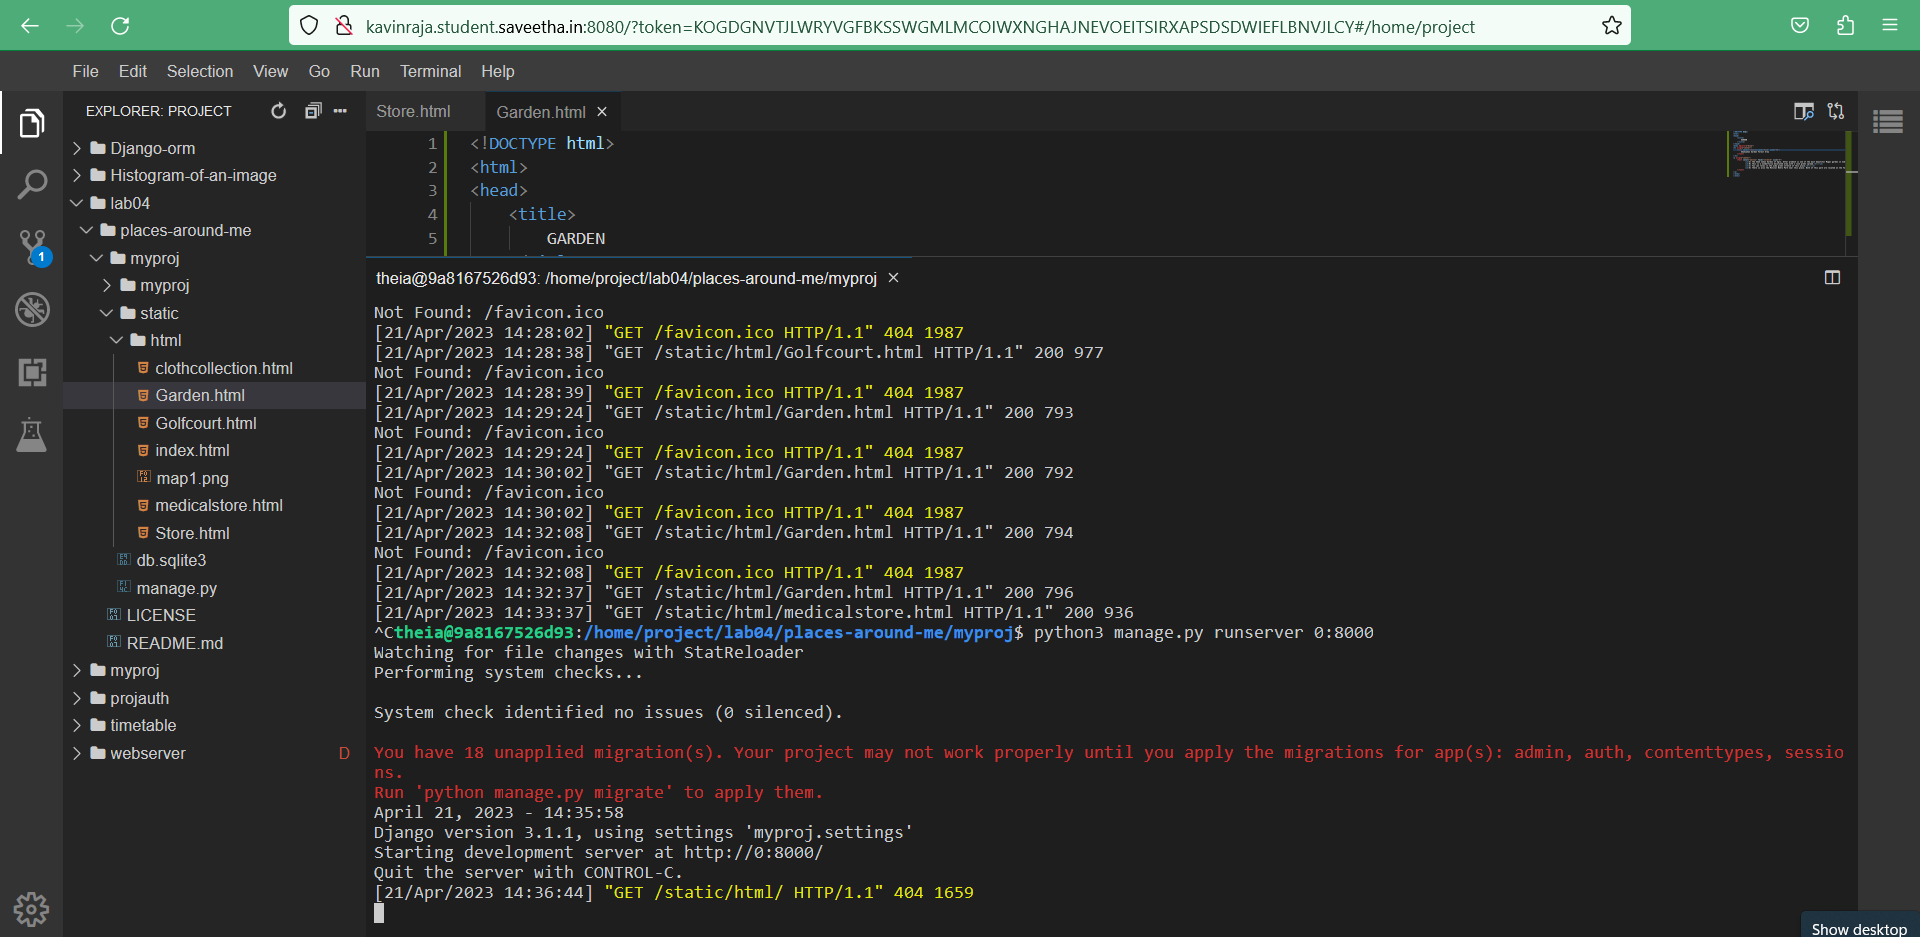 kavinraja.student.saveetha.in:8080/?token=KOGDGNVTJLWRYVGFBKSSWGMLMCOIWXNGHAJNEVOEITSIRXAPSDSDWIEFLBNVJLCY#/home/project
File Edit Selection View Go Run Terminal Help
EXPLORER: PROJECT
Django-orm
Histogram-of-an-image
lab04
places-around-me
myproj
myproj
static
html
clothcollection.html
Garden.html
Golfcourt.html
index.html
map1.png
medicalstore.html
Store.html
db.sqlite3
manage.py
LICENSE
README.md
myproj
projauth
timetable
webserver D
1
Store.html Garden.html
1 <!DOCTYPE html>
2 <html>
3 <head>
4 <title>
5 GARDEN
theia@9a8167526d93: /home/project/lab04/places-around-me/myproj
Not Found: /favicon.ico
[21/Apr/2023 14:28:02] "GET /favicon.ico HTTP/1.1" 404 1987
[21/Apr/2023 14:28:38] "GET /static/html/Golfcourt.html HTTP/1.1" 200 977
Not Found: /favicon.ico
[21/Apr/2023 14:28:39] "GET /favicon.ico HTTP/1.1" 404 1987
[21/Apr/2023 14:29:24] "GET /static/html/Garden.html HTTP/1.1" 200 793
Not Found: /favicon.ico
[21/Apr/2023 14:29:24] "GET /favicon.ico HTTP/1.1" 404 1987
[21/Apr/2023 14:30:02] "GET /static/html/Garden.html HTTP/1.1" 200 792
Not Found: /favicon.ico
[21/Apr/2023 14:30:02] "GET /favicon.ico HTTP/1.1" 404 1987
[21/Apr/2023 14:32:08] "GET /static/html/Garden.html HTTP/1.1" 200 794
Not Found: /favicon.ico
[21/Apr/2023 14:32:08] "GET /favicon.ico HTTP/1.1" 404 1987
[21/Apr/2023 14:32:37] "GET /static/html/Garden.html HTTP/1.1" 200 796
[21/Apr/2023 14:33:37] "GET /static/html/medicalstore.html HTTP/1.1" 200 936
^Ctheia@9a8167526d93:/home/project/lab04/places-around-me/myproj$ python3 manage.py runserver 0:8000
Watching for file changes with StatReloader
Performing system checks...
System check identified no issues (0 silenced).
You have 18 unapplied migration(s). Your project may not work properly until you apply the migrations for app(s): admin, auth, contenttypes, sessio
ns.
Run 'python manage.py migrate' to apply them.
April 21, 2023 - 14:35:58
Django version 3.1.1, using settings 'myproj.settings'
Starting development server at http://0:8000/
Quit the server with CONTROL-C.
[21/Apr/2023 14:36:44] "GET /static/html/ HTTP/1.1" 404 1659
Show desktop